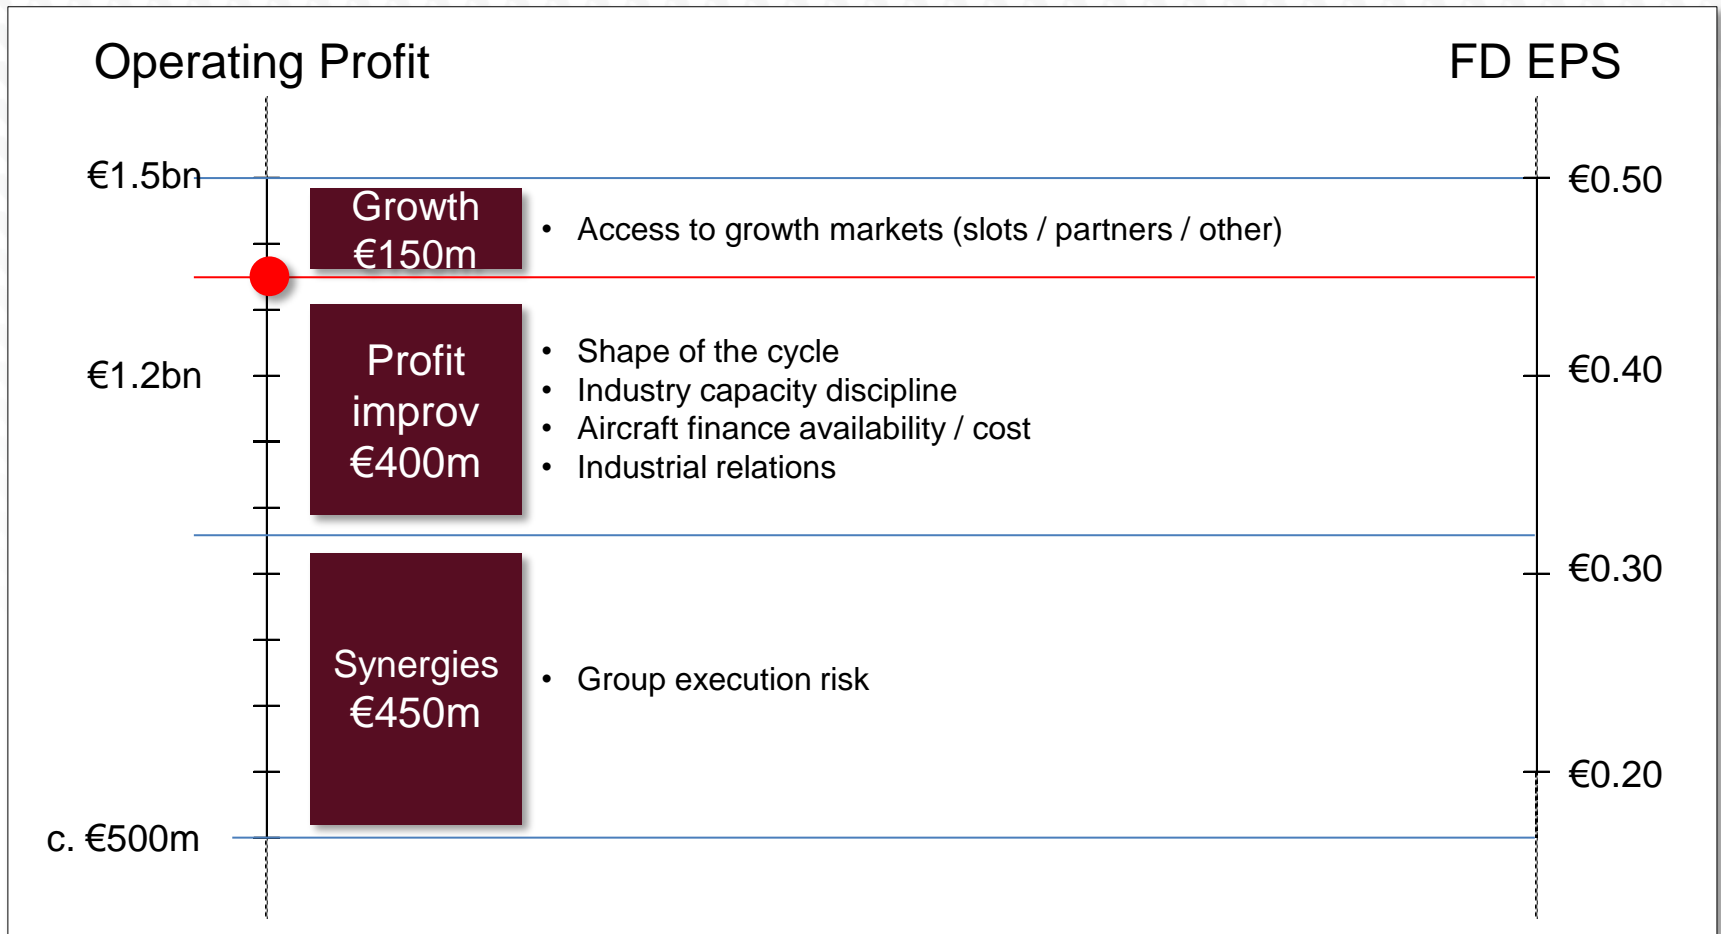 Operating Profit
FD EPS
€1.5bn
€0.50
Growth
€150m
• Access to growth markets (slots / partners / other)
€1.2bn
€0.40
Profit
improv
€400m
• Shape of the cycle
• Industry capacity discipline
• Aircraft finance availability / cost
• Industrial relations
€0.30
Synergies
€450m
• Group execution risk
€0.20
c. €500m